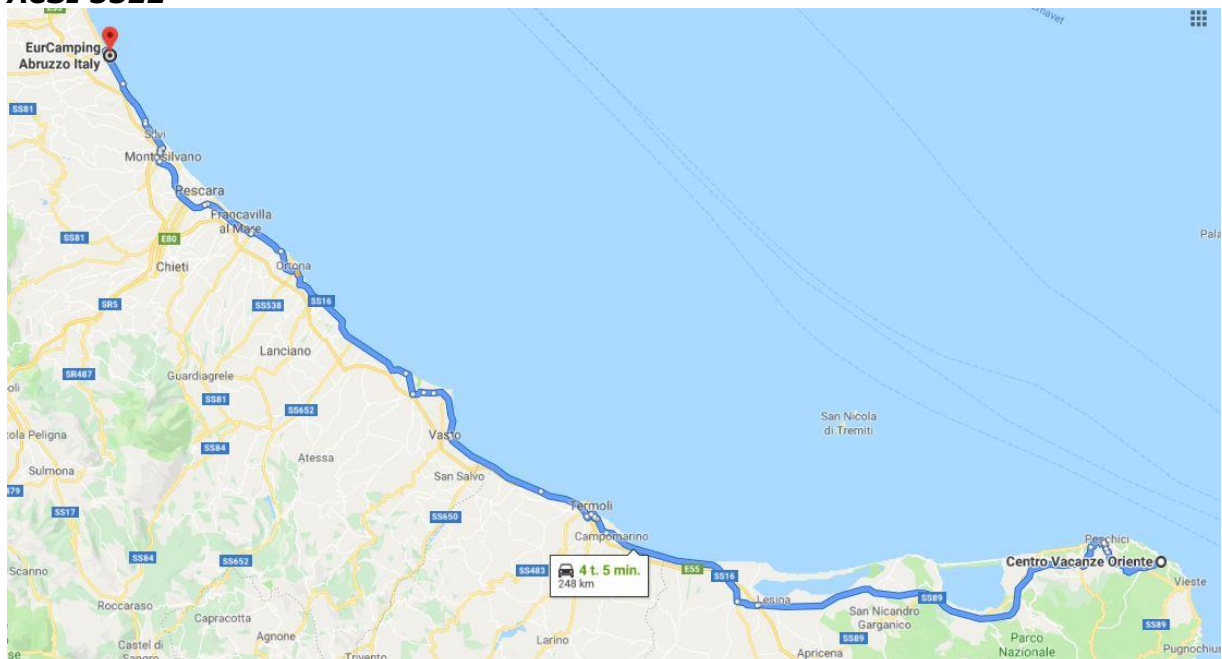 EurCamping
Abruzzo Italy
SS81
Silvi
Montesilvano
Pescara
Francavilla
al Mare
SS81
E80
Chieti
Ortona
SR5
SS538
SS16
Lanciano
SR487
Guardiagrele
SS81
SS652
San Nicola
di Tremiti
Vasto
SS84
Atessa
Sulmona
San Salvo
SS17
SS650
Termoli
Campomarino
SS84
SS652
Scanno
SS483
4 t. 5 min.
248 km
E55
SS16
Peschici
Centro Vacanze Oriente
Vieste
Lesina
SS89
Roccaraso
Capracotta
San Nicandro
Garganico
SS89
SS89
Castel di
Agnone
Larino
Apricena
Parco
Nazionale
Trivento